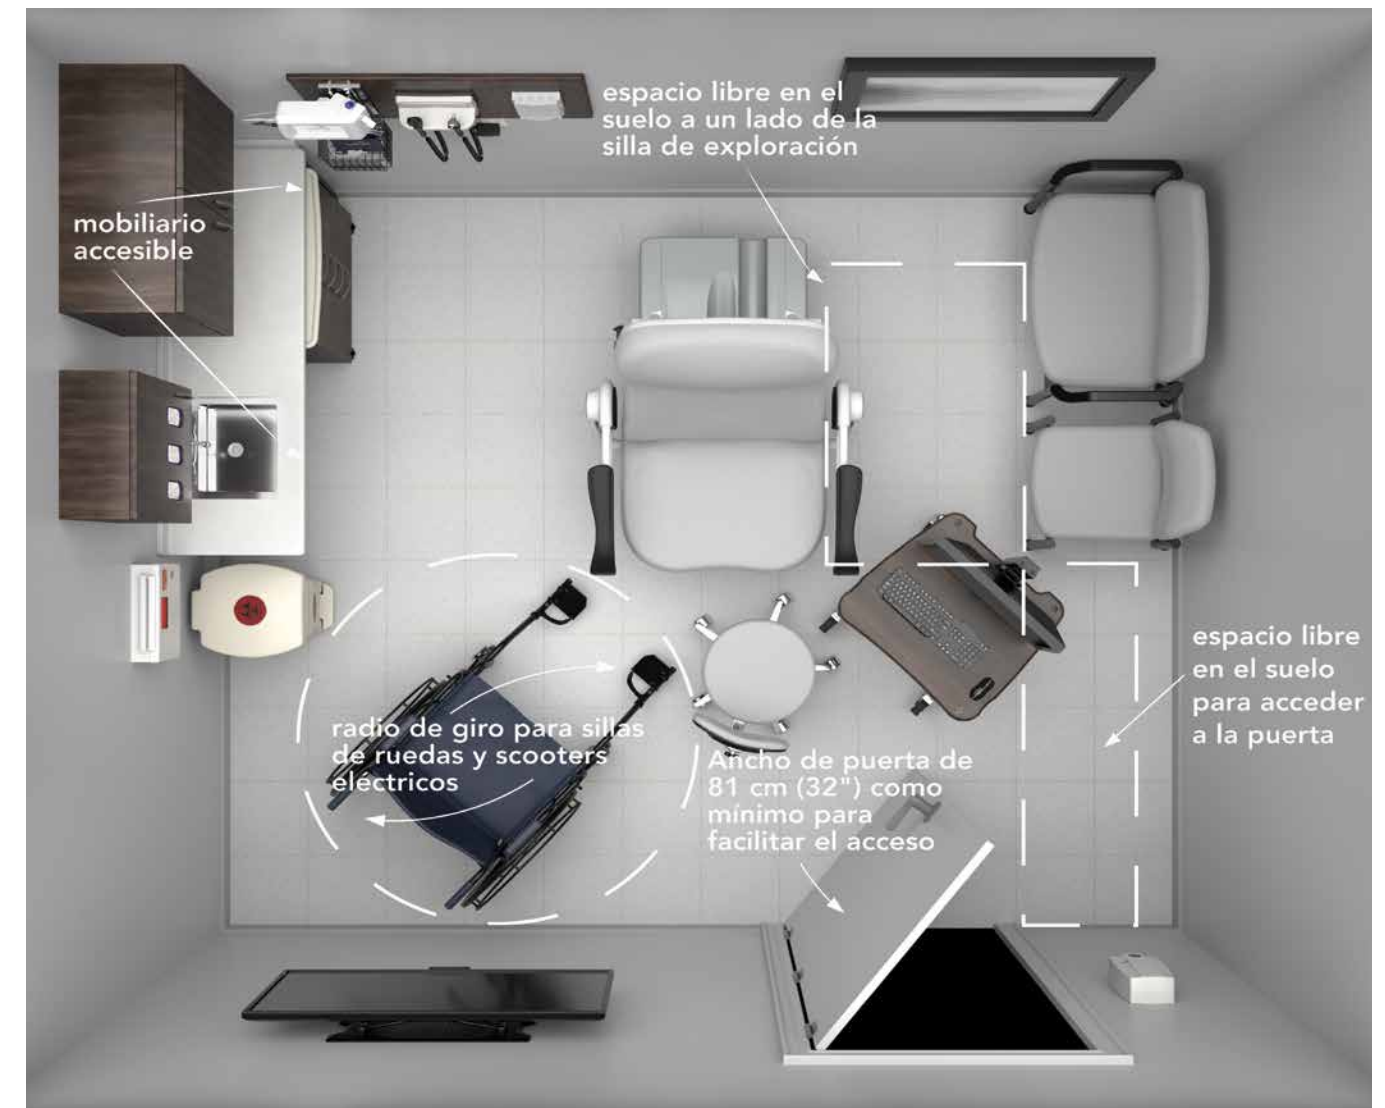 espacio libre en el
suelo a un lado de la
silla de exploración
mobiliario
accesible
espacio libre
en el suelo
para acceder
a la puerta
radio de giro para sillas
de ruedas y scooters
eléctricos
Ancho de puerta de
81 cm (32") como
mínimo para
facilitar el acceso